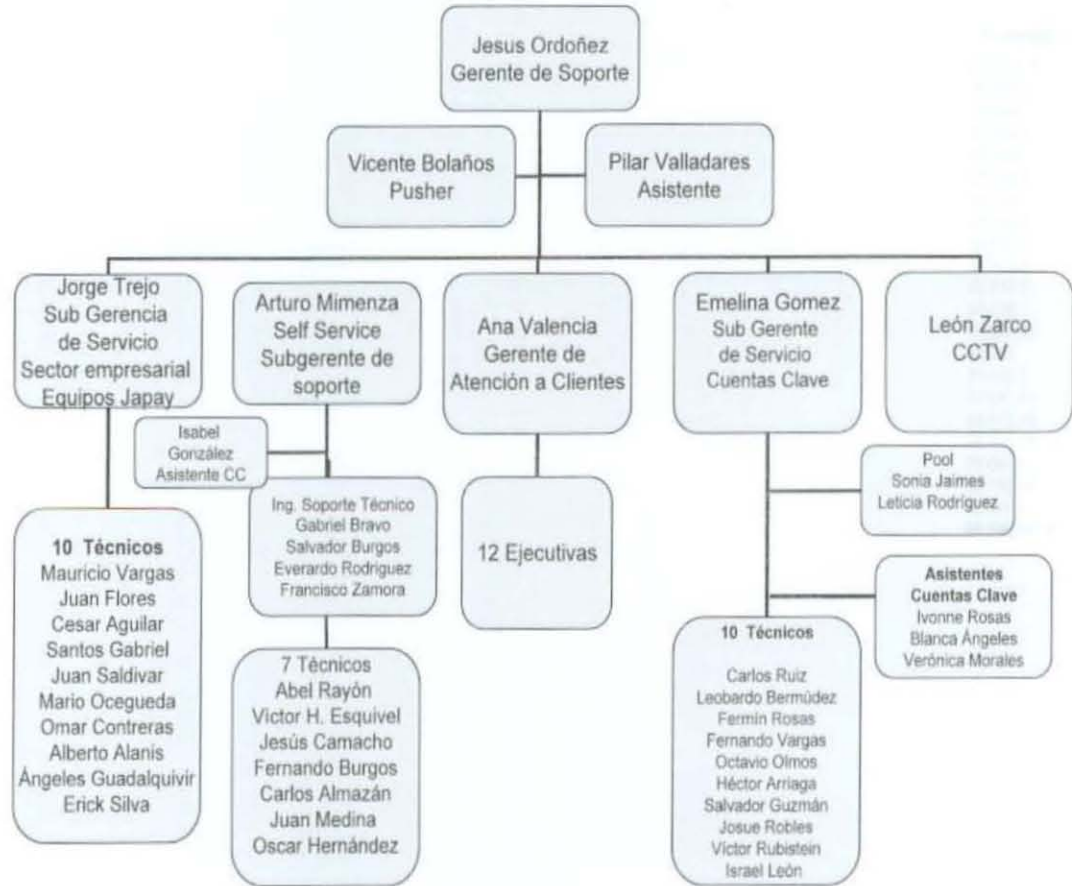 Jesus Ordoñez
Gerente de Soporte
Vicente Bolaños
Pusher
Pilar Valladares
Asistente
Jorge Trejo
Sub Gerencia
de Servicio
Sector empresarial
Equipos Japay
Arturo Mimenza
Self Service
Subgerente de
soporte
Ana Valencia
Gerente de
Atención a Clientes
Emelina Gomez
Sub Gerente
de Servicio
Cuentas Clave
León Zarco
CCTV
Isabel
González
Asistente CC
Pool
Sonia Jaimes
Leticia Rodríguez
Ing. Soporte Técnico
Gabriel Bravo
Salvador Burgos
Everardo Rodriguez
Francisco Zamora
12 Ejecutivas
10 Técnicos
Mauricio Vargas
Juan Flores
Cesar Aguilar
Santos Gabriel
Juan Saldivar
Mario Ocegueda
Omar Contreras
Alberto Alanis
Ángeles Guadalquivir
Erick Silva
Asistentes
Cuentas Clave
Ivonne Rosas
Blanca Ángeles
Verónica Morales
7 Técnicos
Abel Rayón
Victor H. Esquivel
Jesús Camacho
Fernando Burgos
Carlos Almazán
Juan Medina
Oscar Hernández
10 Técnicos
Carlos Ruiz
Leobardo Bermúdez
Fermín Rosas
Fernando Vargas
Octavio Olmos
Héctor Arriaga
Salvador Guzmán
Josue Robles
Víctor Rubistein
Israel León